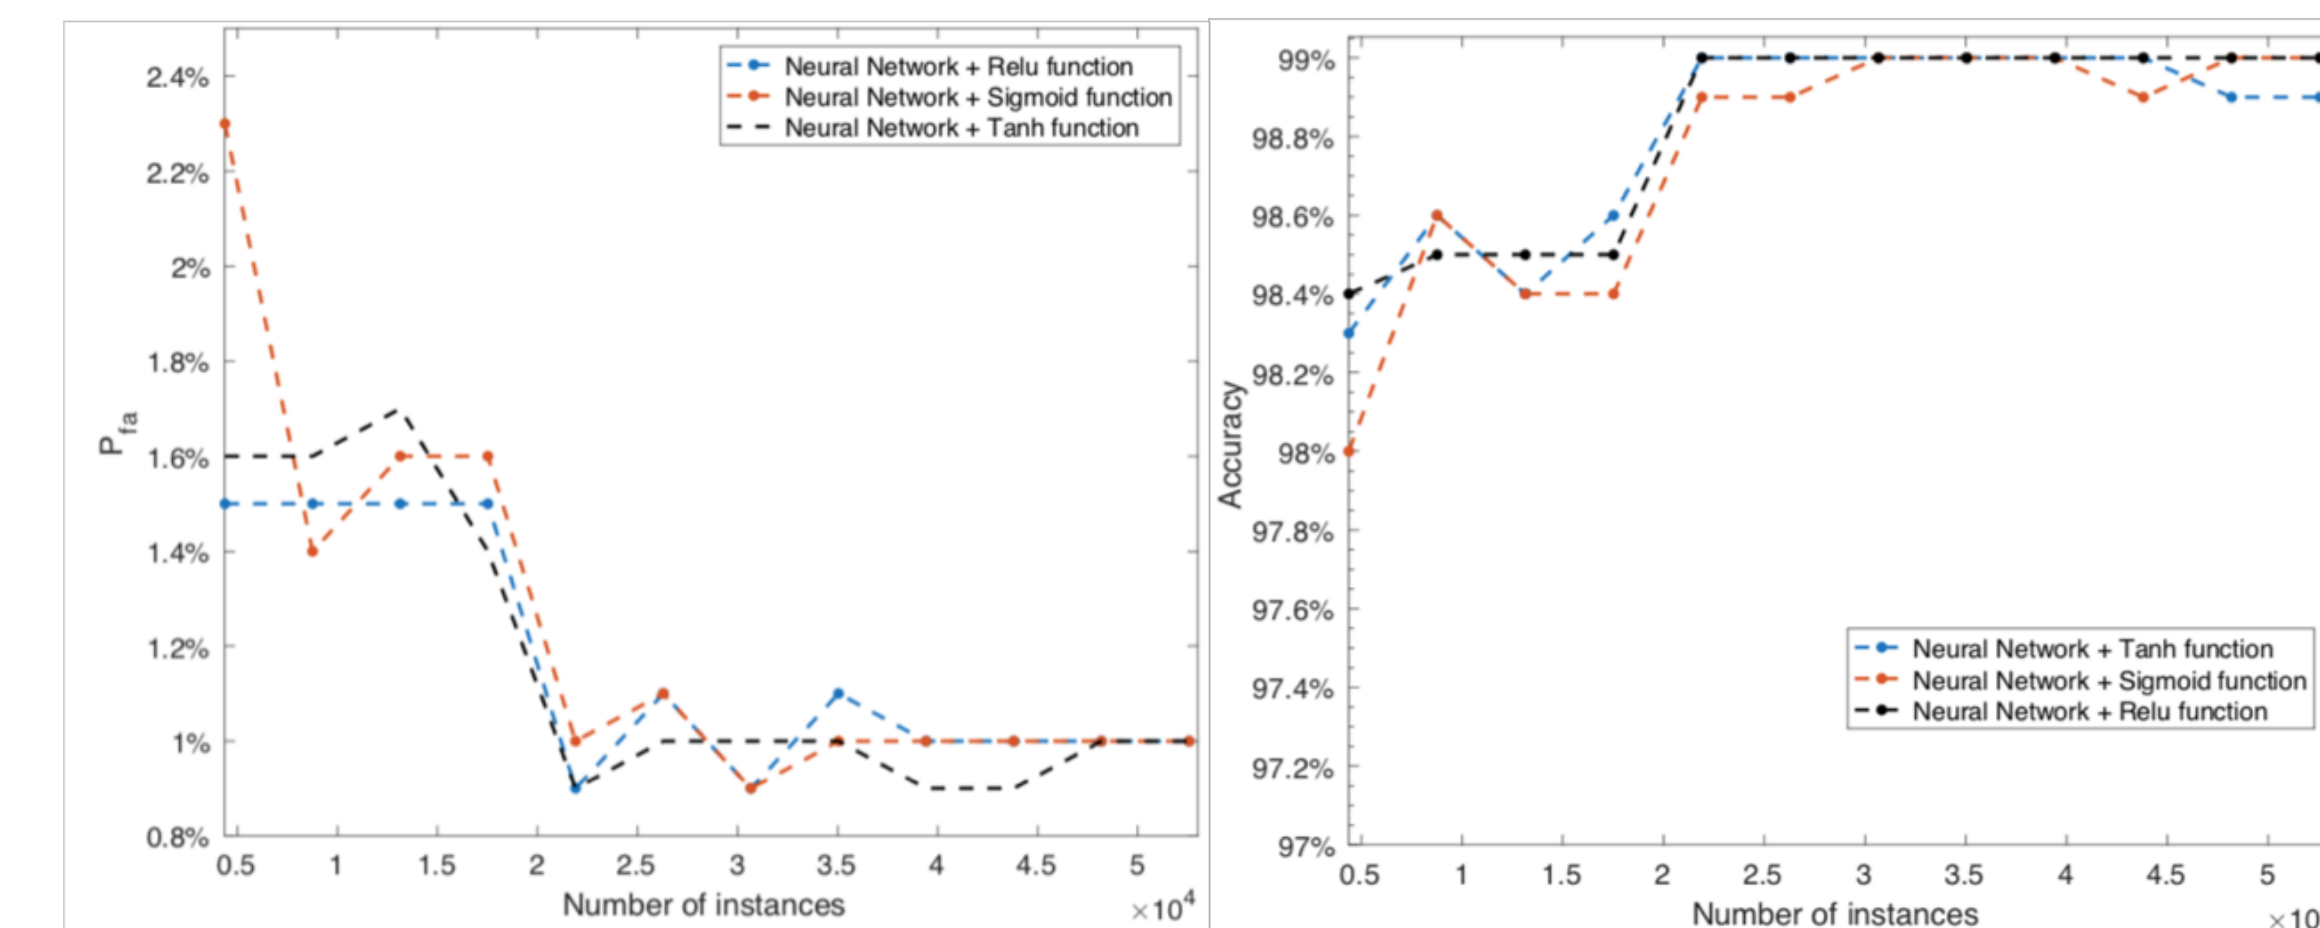 2.4%
2.2%
2%
1.8%
1.6%
1.4%
1.2%
1%
0.8%
P_fa
Neural Network + Relu function
Neural Network + Sigmoid function
Neural Network + Tanh function
0.5 1 1.5 2 2.5 3 3.5 4 4.5 5
Number of instances
×10^4
99%
98.8%
98.6%
98.4%
98.2%
98%
97.8%
97.6%
97.4%
97.2%
97%
Accuracy
Neural Network + Tanh function
Neural Network + Sigmoid function
Neural Network + Relu function
0.5 1 1.5 2 2.5 3 3.5 4 4.5 5
Number of instances
×10